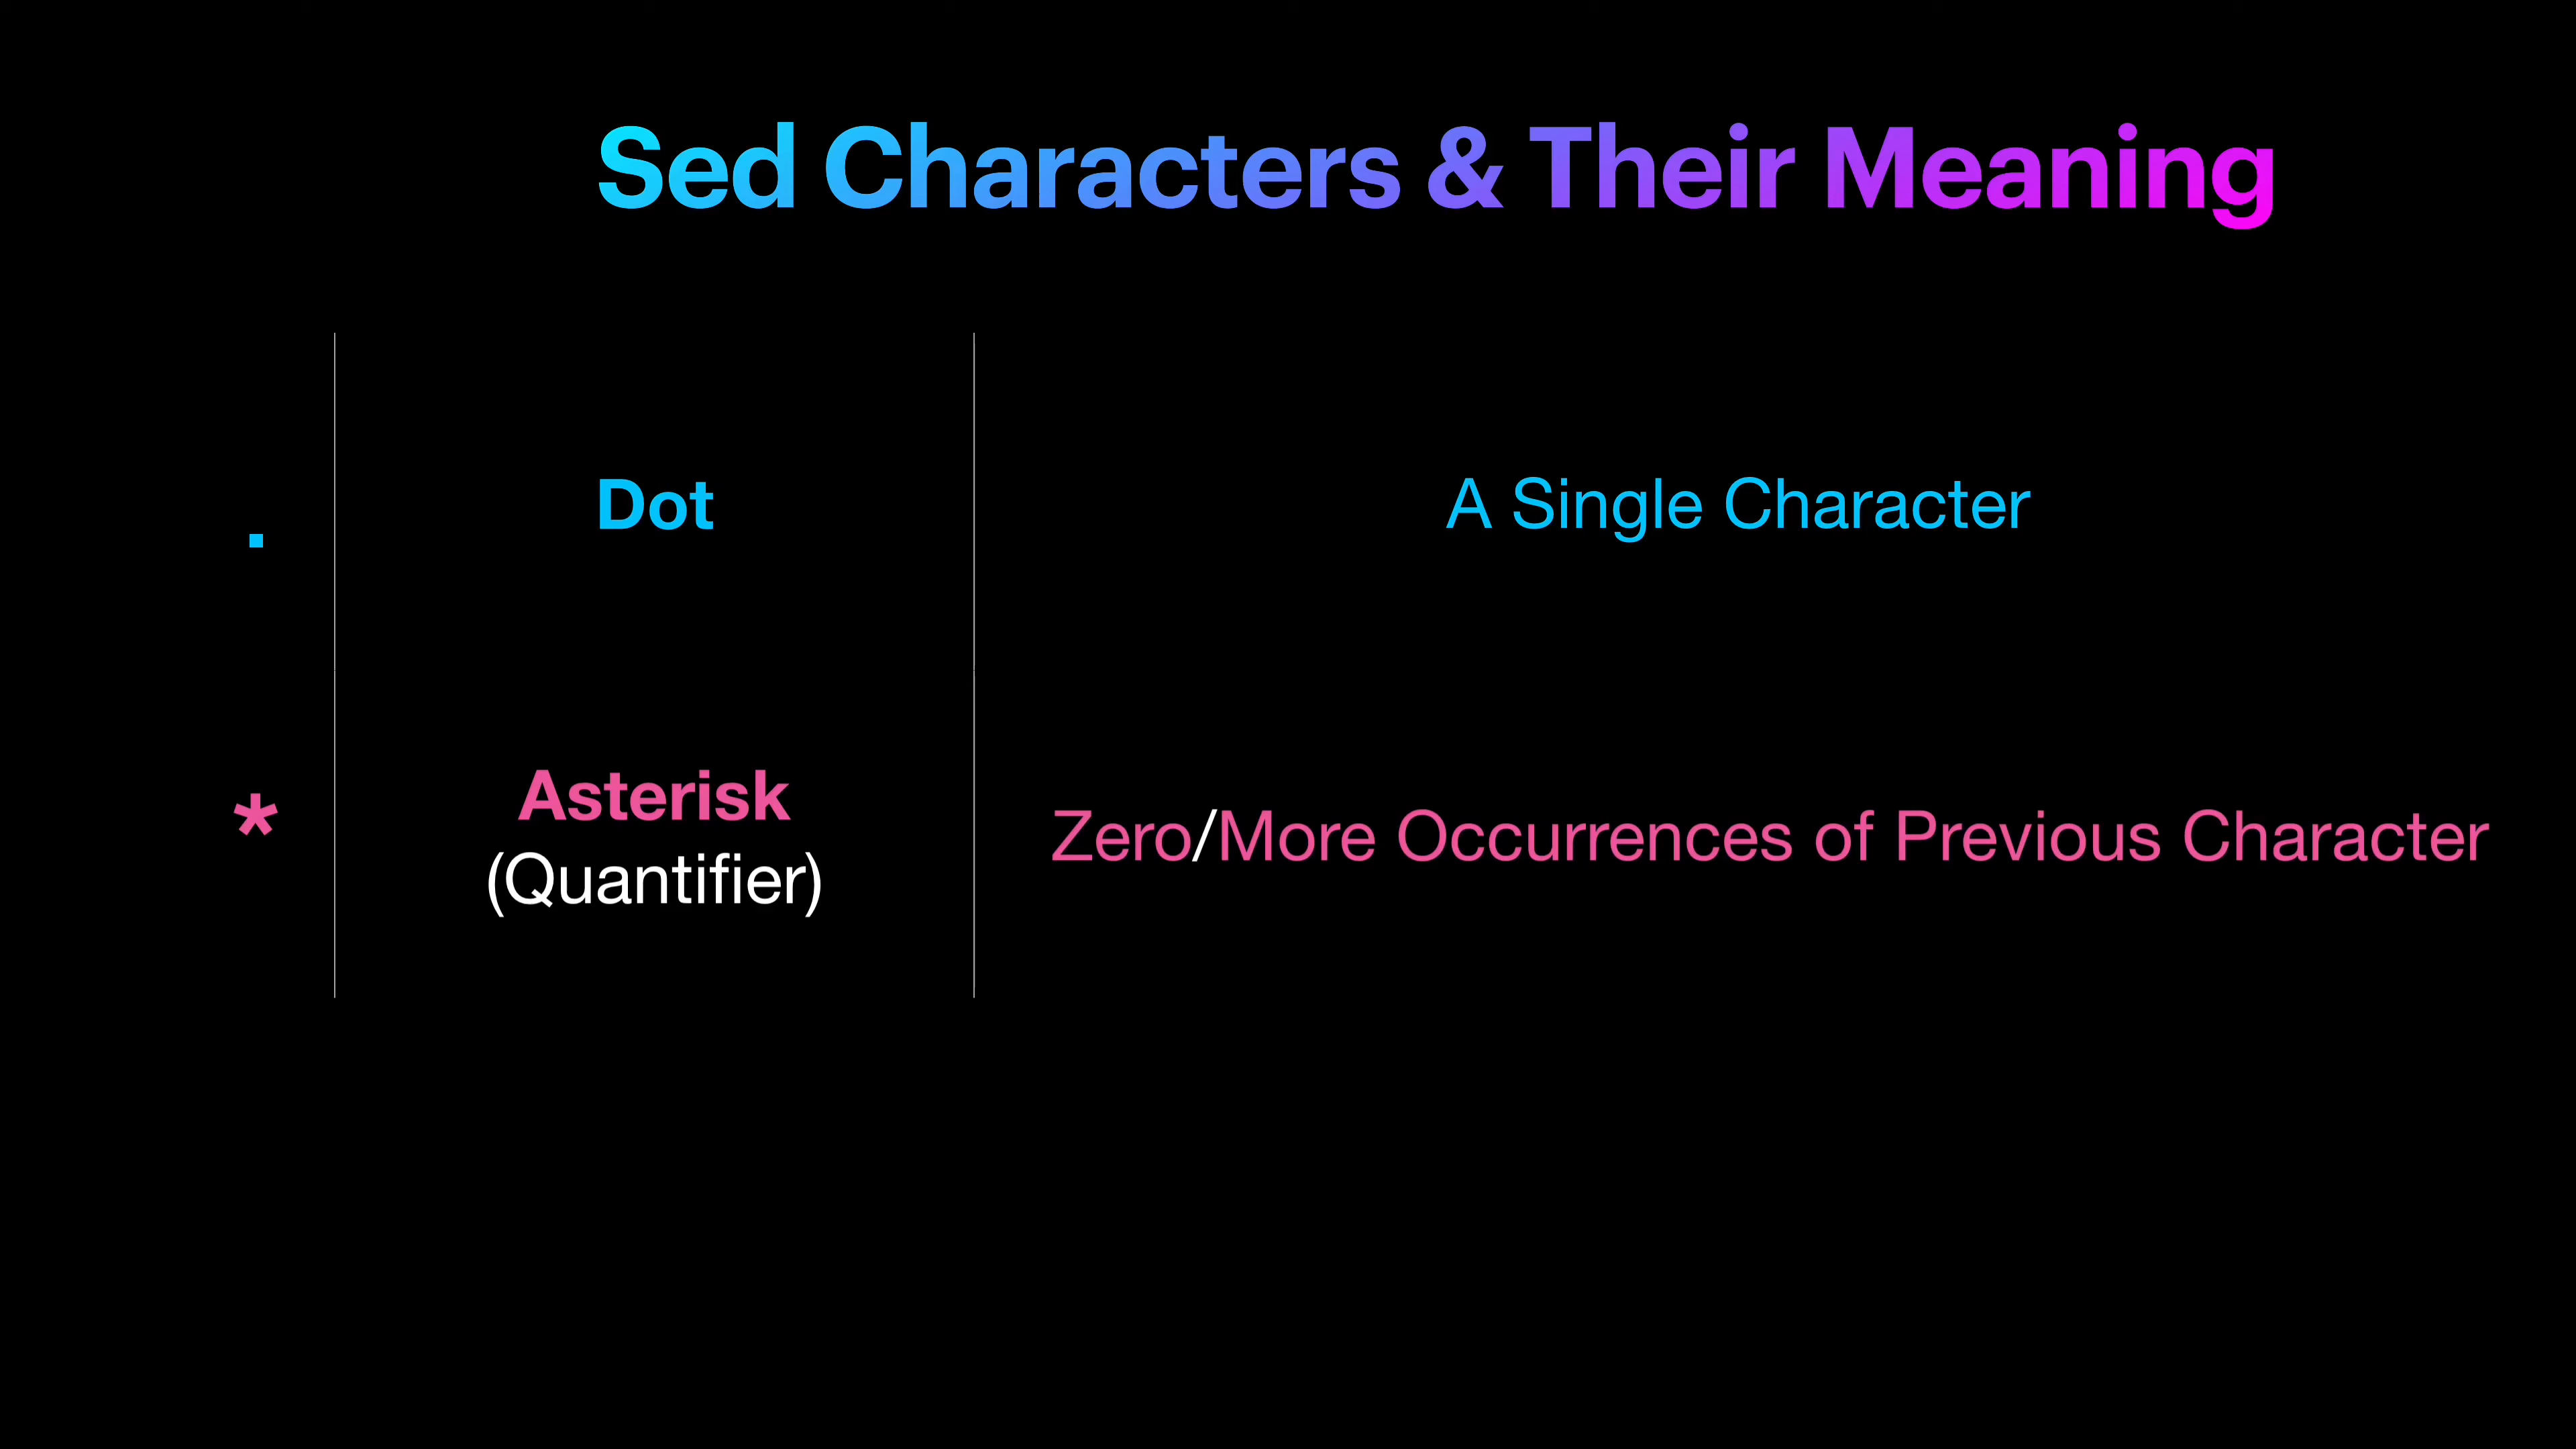 Sed Characters & Their Meaning
. Dot A Single Character
* Asterisk
(Quantifier)
Zero/More Occurrences of Previous Character